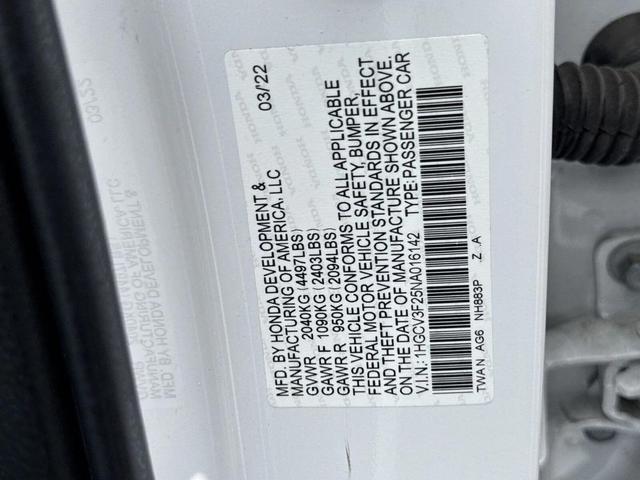 MFD. BY HONDA DEVELOPMENT &
MANUFACTURING OF AMERICA, LLC 03/22
GVWR 2040KG (4497LBS)
GAWR F 1090KG (2403LBS)
GAWR R 950KG (2094LBS)
THIS VEHICLE CONFORMS TO ALL APPLICABLE
FEDERAL MOTOR VEHICLE SAFETY, BUMPER,
AND THEFT PREVENTION STANDARDS IN EFFECT
ON THE DATE OF MANUFACTURE SHOWN ABOVE.
V.I.N.: 1HGCV3F25NA016142 TYPE: PASSENGER CAR
TWAN AG6 NH883P Z A